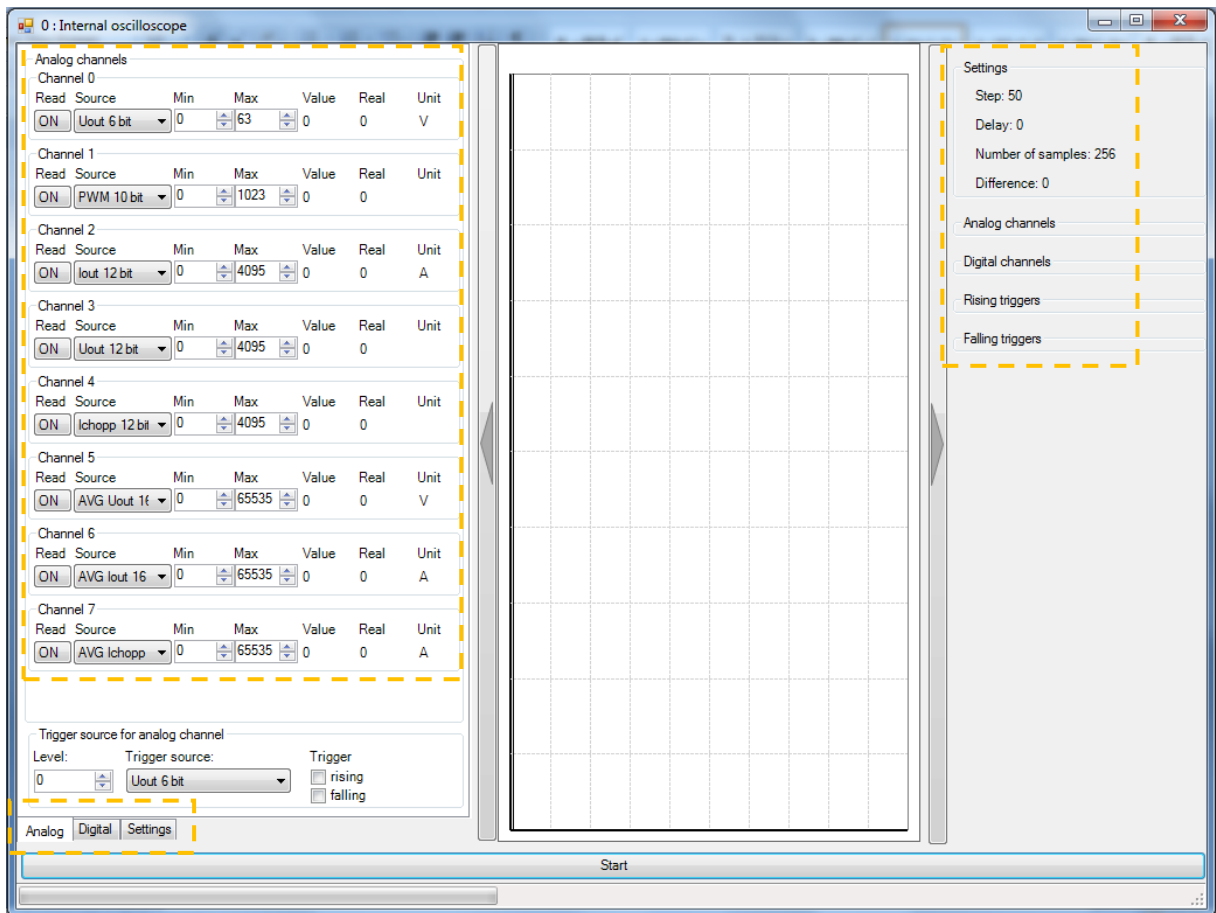 0 : Internal oscilloscope
Analog channels
Channel 0
Read Source Min Max Value Real Unit
ON Uout 6 bit 0 63 0 0 V
Channel 1
Read Source Min Max Value Real Unit
ON PWM 10 bit 0 1023 0 0
Channel 2
Read Source Min Max Value Real Unit
ON Iout 12 bit 0 4095 0 0 A
Channel 3
Read Source Min Max Value Real Unit
ON Uout 12 bit 0 4095 0 0
Channel 4
Read Source Min Max Value Real Unit
ON Ichopp 12 bit 0 4095 0 0
Channel 5
Read Source Min Max Value Real Unit
ON AVG Uout 16 0 65535 0 0 V
Channel 6
Read Source Min Max Value Real Unit
ON AVG Iout 16 0 65535 0 0 A
Channel 7
Read Source Min Max Value Real Unit
ON AVG Ichopp 0 65535 0 0 A
Trigger source for analog channel
Level: Trigger source: Trigger
0 Uout 6 bit rising
falling
Analog Digital Settings
Settings
Step: 50
Delay: 0
Number of samples: 256
Difference: 0
Analog channels
Digital channels
Rising triggers
Falling triggers
Start